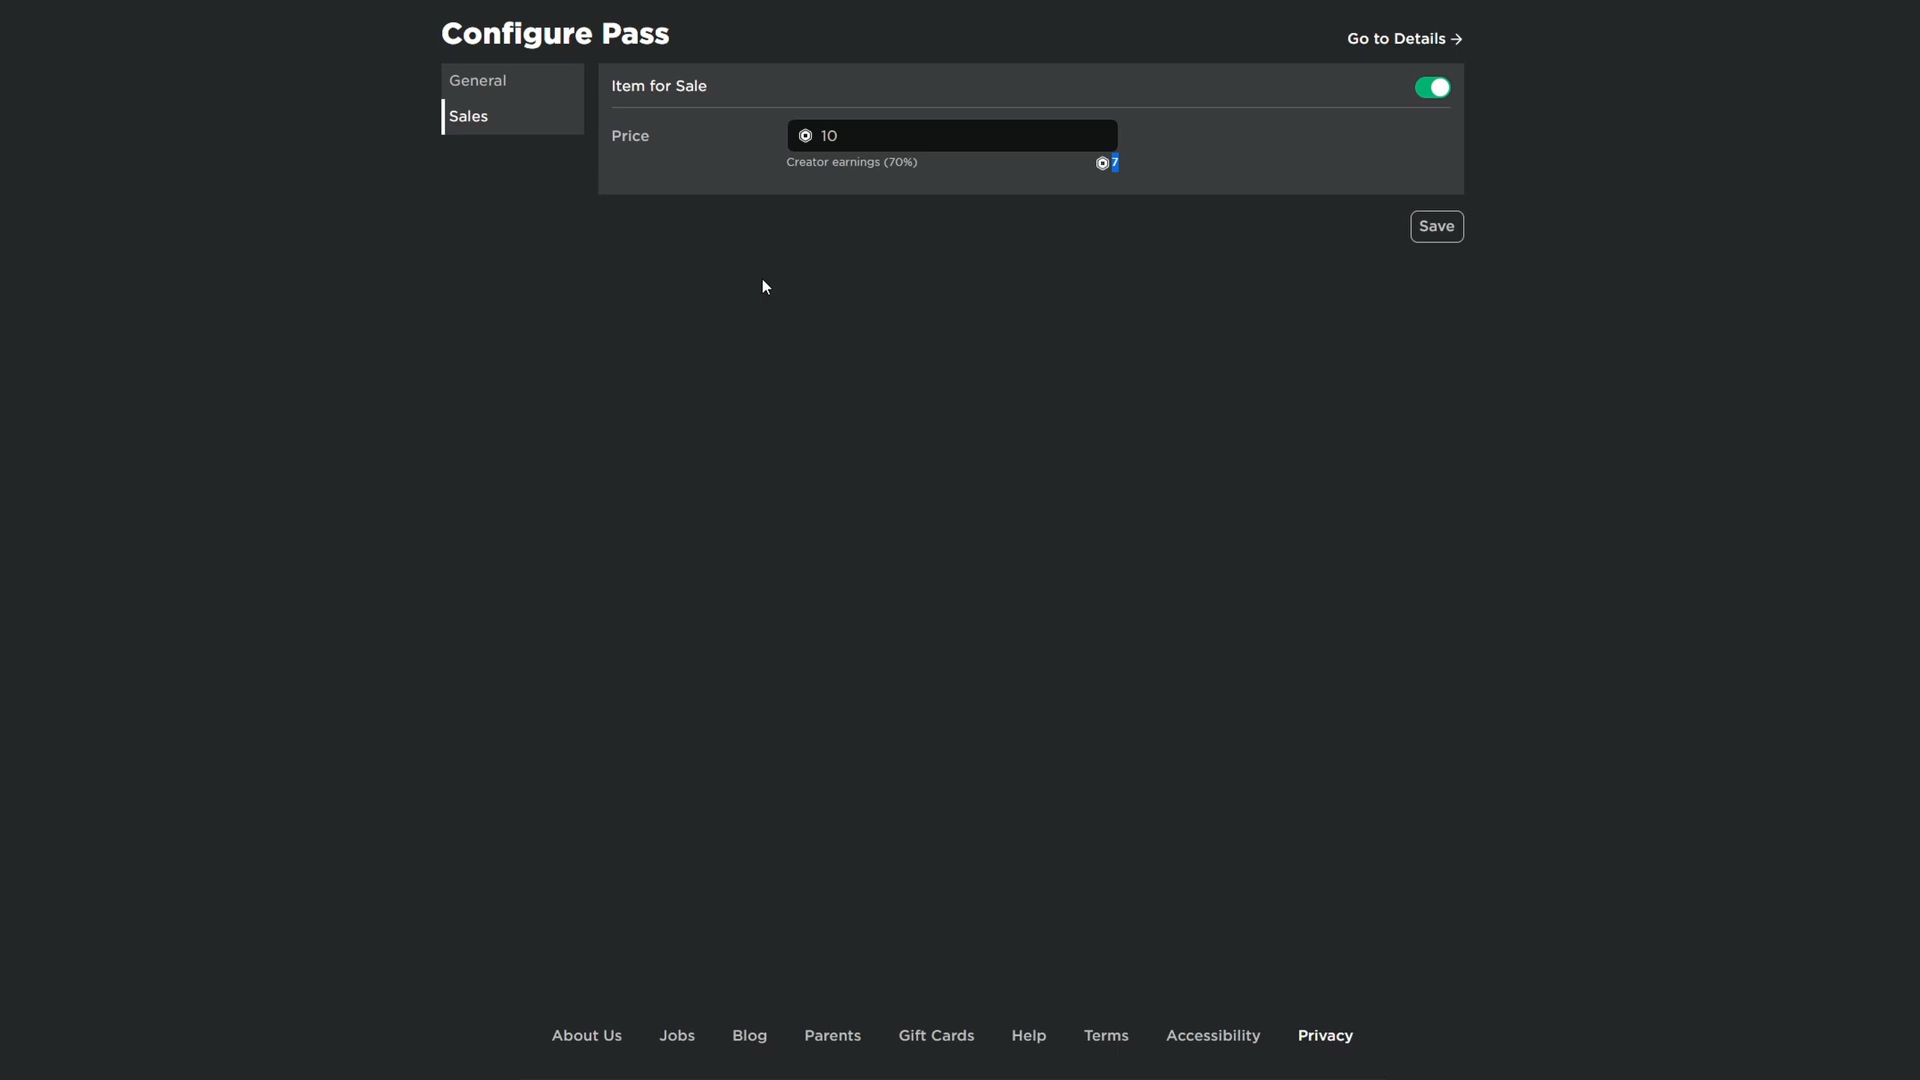 Configure Pass
Go to Details →
General
Sales
Item for Sale
Price
10
Creator earnings (70%)
7
Save
About Us Jobs Blog Parents Gift Cards Help Terms Accessibility Privacy